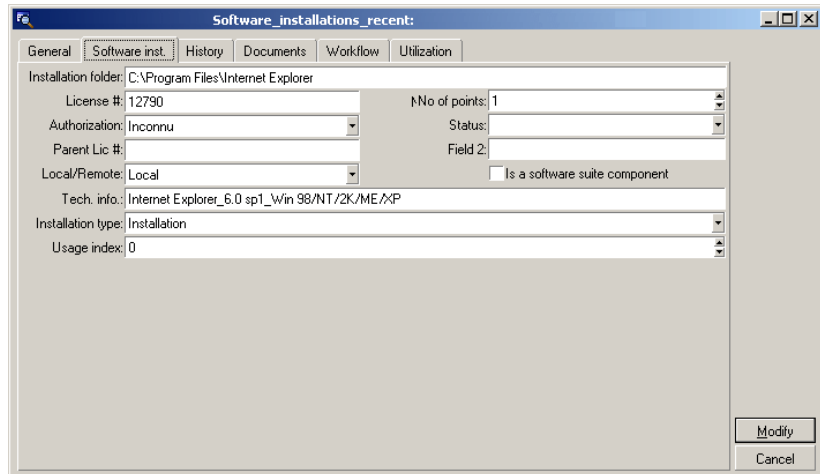 Software_installations_recent:
General Software inst. History Documents Workflow Utilization
Installation folder: C:\Program Files\Internet Explorer
License #: 12790 No of points: 1
Authorization: Inconnu Status:
Parent Lic #: Field 2:
Local/Remote: Local Is a software suite component
Tech. info.: Internet Explorer_6.0 sp1_Win 98/NT/2K/ME/XP
Installation type: Installation
Usage index: 0
Modify
Cancel